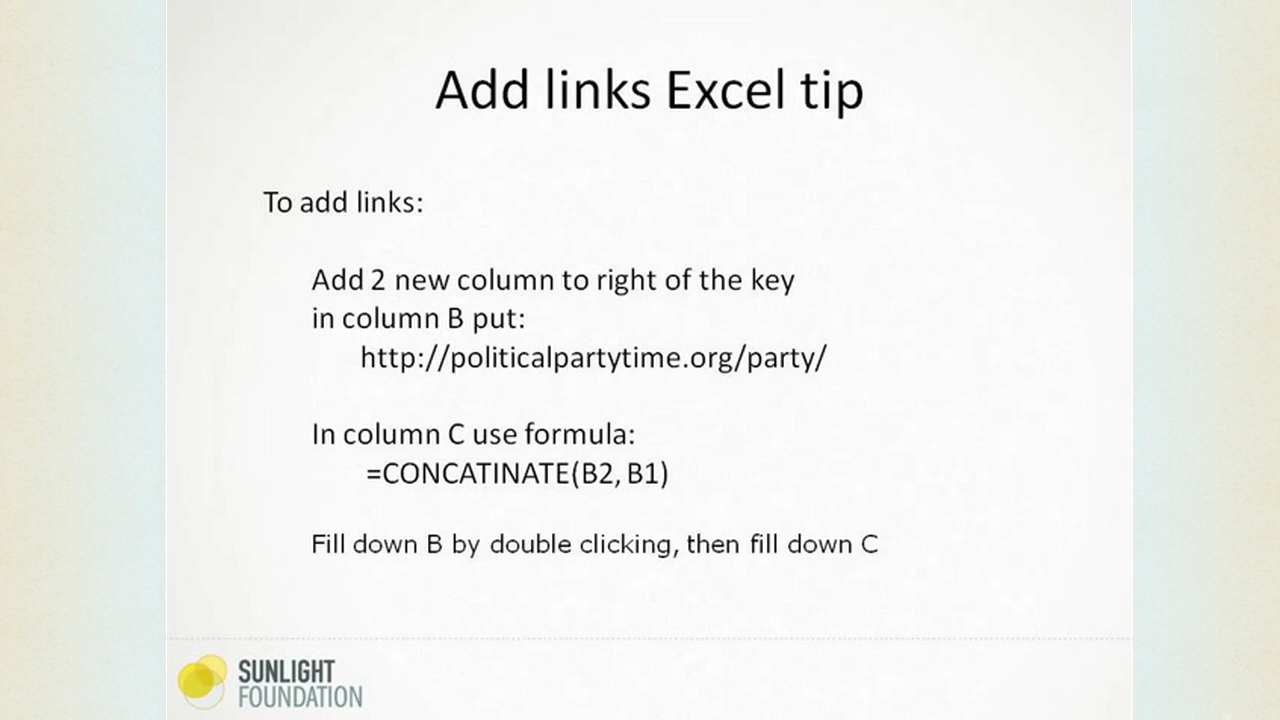 Add links Excel tip
To add links:
Add 2 new column to right of the key
in column B put:
http://politicalpartytime.org/party/
In column C use formula:
=CONCATINATE(B2, B1)
Fill down B by double clicking, then fill down C
SUNLIGHT
FOUNDATION